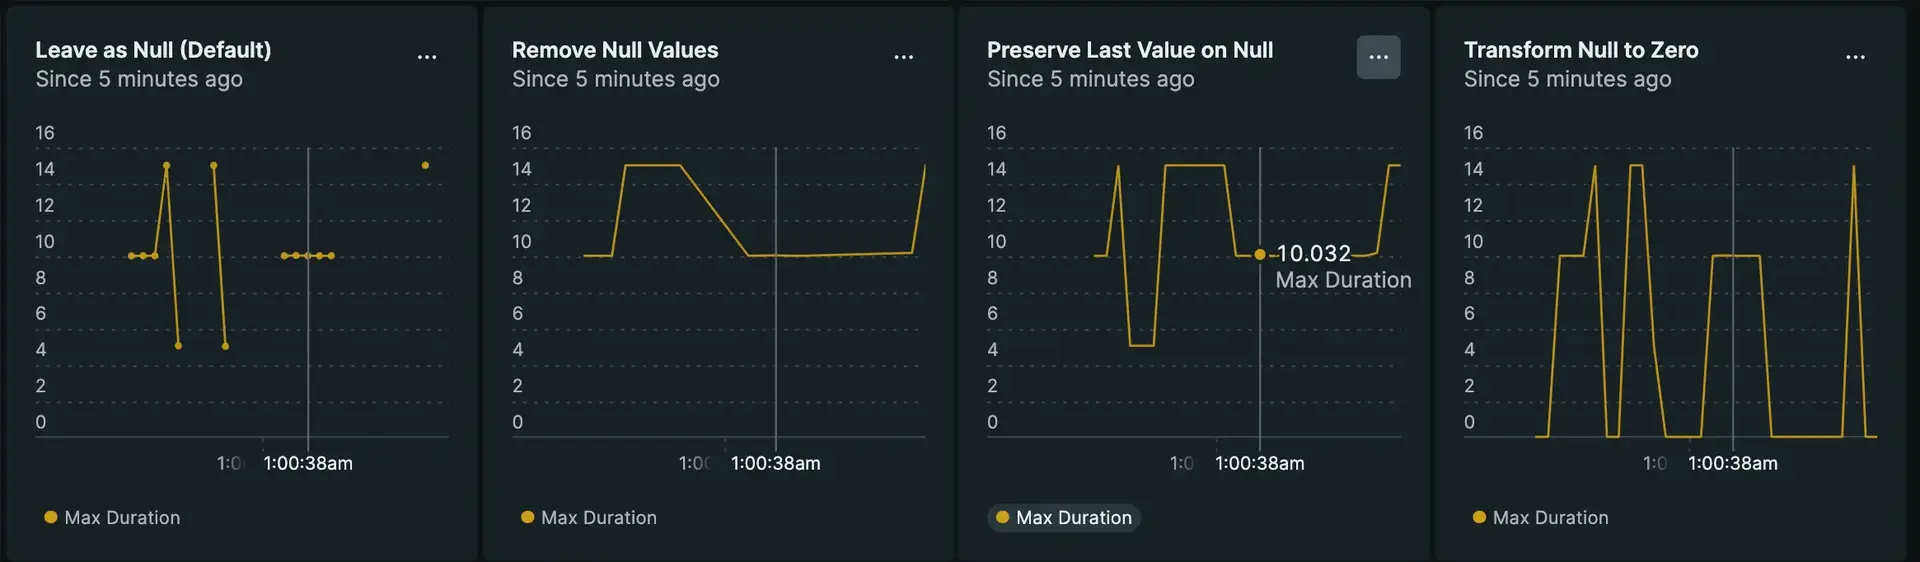 Leave as Null (Default)
Since 5 minutes ago
16
14
12
10
8
6
4
2
0
1:00:38am
Max Duration
Remove Null Values
Since 5 minutes ago
16
14
12
10
8
6
4
2
0
1:00:38am
Max Duration
Preserve Last Value on Null
Since 5 minutes ago
16
14
12
10
8
6
4
2
0
10.032
Max Duration
1:00:38am
Max Duration
Transform Null to Zero
Since 5 minutes ago
16
14
12
10
8
6
4
2
0
1:00:38am
Max Duration